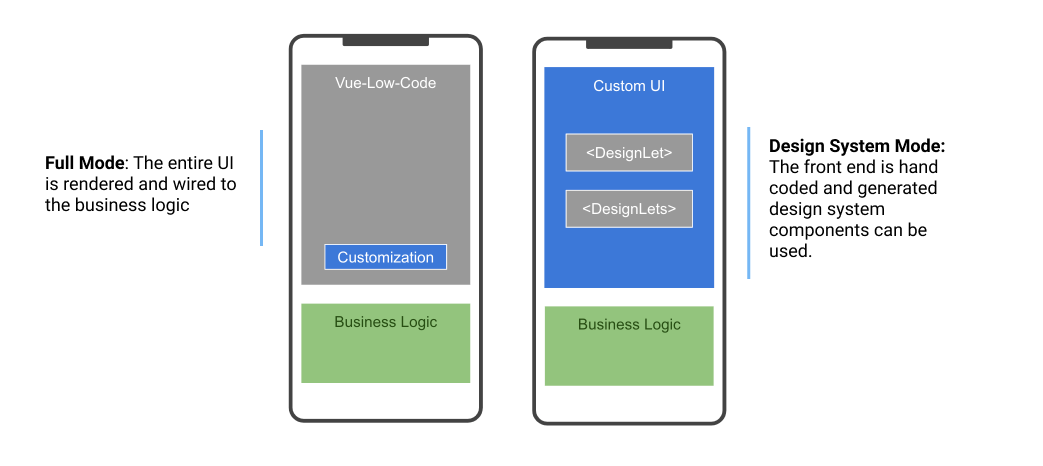 Full Mode: The entire UI
is rendered and wired to
the business logic
Vue-Low-Code
Customization
Business Logic
Custom UI
<DesignLet>
<DesignLets>
Business Logic
Design System Mode:
The front end is hand
coded and generated
design system
components can be
used.